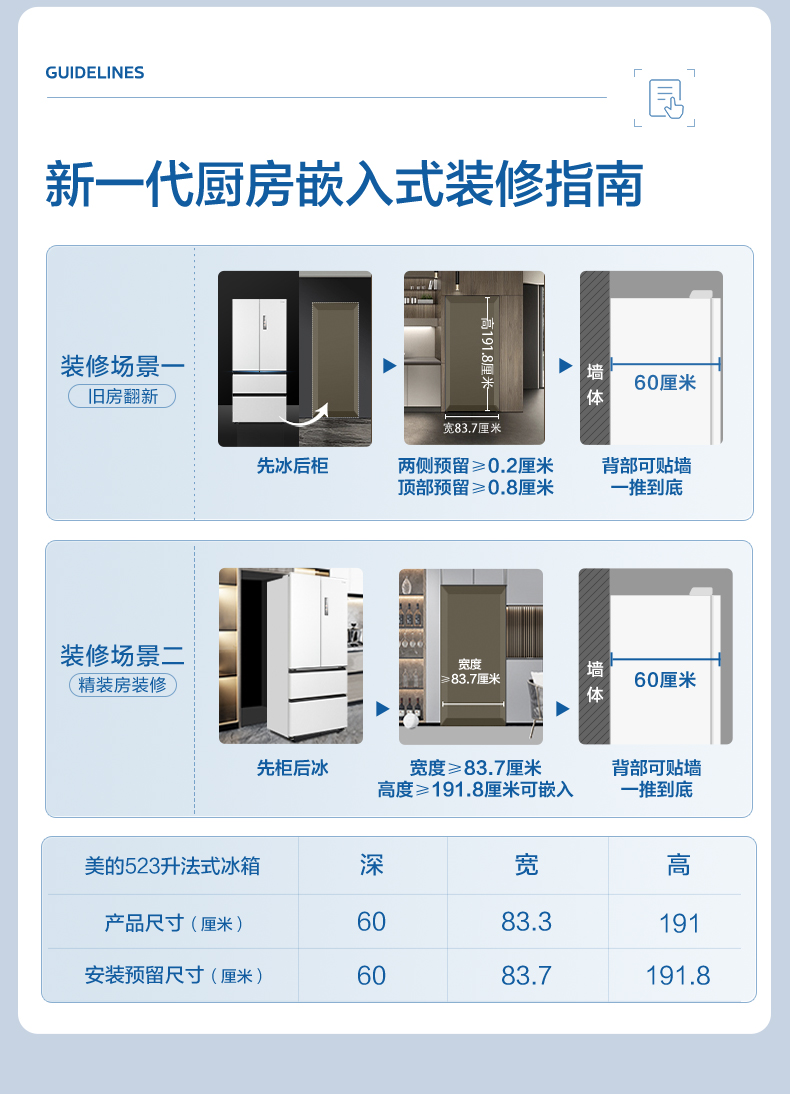 GUIDELINES
新一代厨房嵌入式装修指南
装修场景一
旧房翻新
高191.8厘米
宽83.7厘米
墙体
60厘米
先冰后柜
两侧预留≥0.2厘米
顶部预留≥0.8厘米
背部可贴墙
一推到底
装修场景二
精装房装修
宽度
≥83.7厘米
墙体
60厘米
先柜后冰
宽度≥83.7厘米
高度≥191.8厘米可嵌入
背部可贴墙
一推到底
美的523升法式冰箱 深 宽 高
产品尺寸（厘米） 60 83.3 191
安装预留尺寸（厘米） 60 83.7 191.8